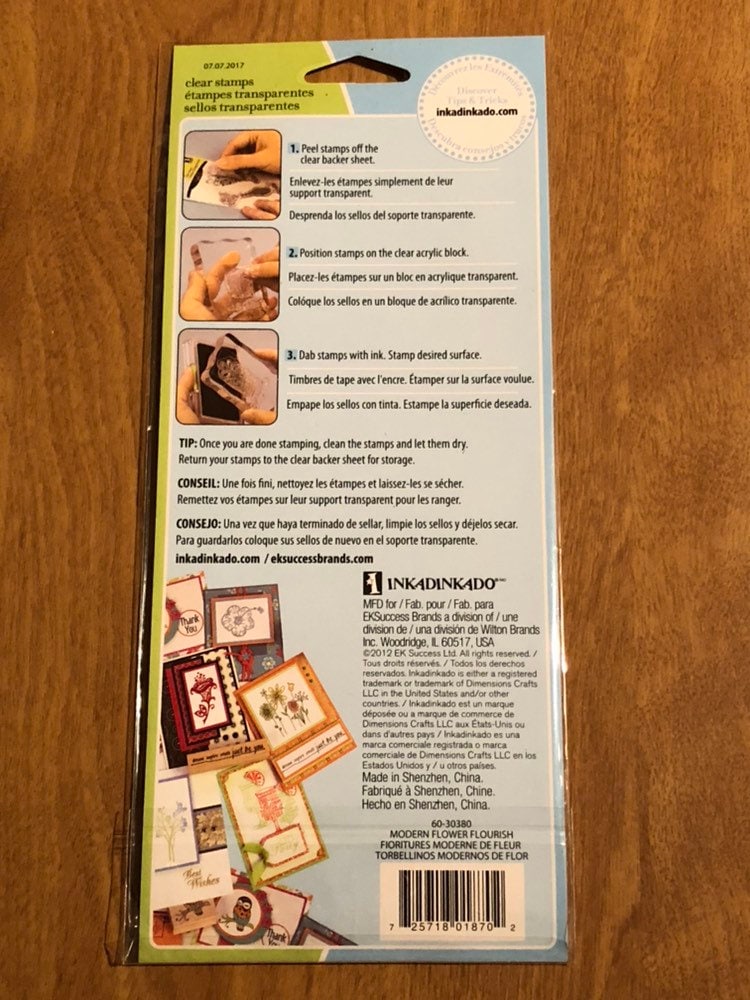 07.07.2017
clear stamps
étampes transparentes
sellos transparentes
Découvrez les Extrémités
Discover
Tips & Tricks
inkadinkado.com
Descubra consejos y trucos
1. Peel stamps off the
clear backer sheet.
Enlevez-les étampes simplement de leur
support transparent.
Desprenda los sellos del soporte transparente.
2. Position stamps on the clear acrylic block.
Placez-les étampes sur un bloc en acrylique transparent.
Colóque los sellos en un bloque de acrílico transparente.
3. Dab stamps with ink. Stamp desired surface.
Timbres de tape avec l'encre. Étamper sur la surface voulue.
Empape los sellos con tinta. Estampe la superficie deseada.
TIP: Once you are done stamping, clean the stamps and let them dry.
Return your stamps to the clear backer sheet for storage.
CONSEIL: Une fois fini, nettoyez les étampes et laissez-les se sécher.
Remettez vos étampes sur leur support transparent pour les ranger.
CONSEJO: Una vez que haya terminado de sellar, limpie los sellos y déjelos secar.
Para guardarlos coloque sus sellos de nuevo en el soporte transparente.
inkadinkado.com / eksuccessbrands.com
INKADINKADO
MFD for / Fab. pour / Fab. para
EKSuccess Brands a division of / une
division de / una división de Wilton Brands
Inc. Woodridge, IL 60517, USA
©2012 EK Success Ltd. All rights reserved. /
Tous droits réservés. / Todos los derechos
reservados. Inkadinkado is either a registered
trademark or trademark of Dimensions Crafts
LLC in the United States and/or other
countries. / Inkadinkado est un marque
déposée ou a marque de commerce de
Dimensions Crafts LLC aux États-Unis ou
dans d'autres pays / Inkadinkado es una
marca comerciale registrada o marca
comerciale de Dimensions Crafts LLC en los
Estados Unidos y / u otros países.
Made in Shenzhen, China.
Fabriqué à Shenzhen, Chine.
Hecho en Shenzhen, China.
60-30380
MODERN FLOWER FLOURISH
FIORITURES MODERNE DE FLEUR
TORBELLINOS MODERNOS DE FLOR
7 25718 01870 2
Thank
You
just be you
just be you
Best
Wishes
Thank
You